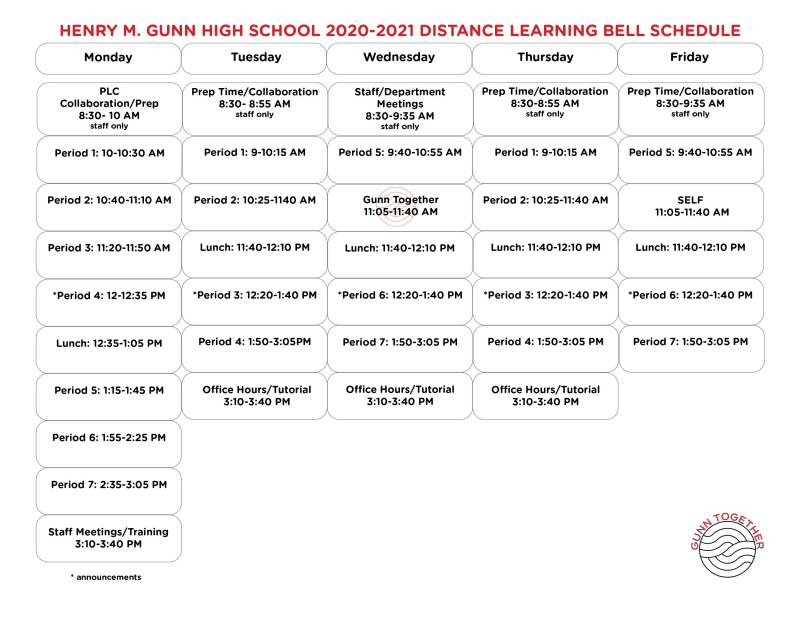 HENRY M. GUNN HIGH SCHOOL 2020-2021 DISTANCE LEARNING BELL SCHEDULE
Monday
PLC
Collaboration/Prep
8:30- 10 AM
staff only
Period 1: 10-10:30 AM
Period 2: 10:40-11:10 AM
Period 3: 11:20-11:50 AM
*Period 4: 12-12:35 PM
Lunch: 12:35-1:05 PM
Period 5: 1:15-1:45 PM
Period 6: 1:55-2:25 PM
Period 7: 2:35-3:05 PM
Staff Meetings/Training
3:10-3:40 PM
* announcements
Tuesday
Prep Time/Collaboration
8:30- 8:55 AM
staff only
Period 1: 9-10:15 AM
Period 2: 10:25-1140 AM
Lunch: 11:40-12:10 PM
*Period 3: 12:20-1:40 PM
Period 4: 1:50-3:05PM
Office Hours/Tutorial
3:10-3:40 PM
Wednesday
Staff/Department
Meetings
8:30-9:35 AM
staff only
Period 5: 9:40-10:55 AM
Gunn Together
11:05-11:40 AM
Lunch: 11:40-12:10 PM
*Period 6: 12:20-1:40 PM
Period 7: 1:50-3:05 PM
Office Hours/Tutorial
3:10-3:40 PM
Thursday
Prep Time/Collaboration
8:30-8:55 AM
staff only
Period 1: 9-10:15 AM
Period 2: 10:25-11:40 AM
Lunch: 11:40-12:10 PM
*Period 3: 12:20-1:40 PM
Period 4: 1:50-3:05 PM
Office Hours/Tutorial
3:10-3:40 PM
Friday
Prep Time/Collaboration
8:30-9:35 AM
staff only
Period 5: 9:40-10:55 AM
SELF
11:05-11:40 AM
Lunch: 11:40-12:10 PM
*Period 6: 12:20-1:40 PM
Period 7: 1:50-3:05 PM
GUNN TOGETHER